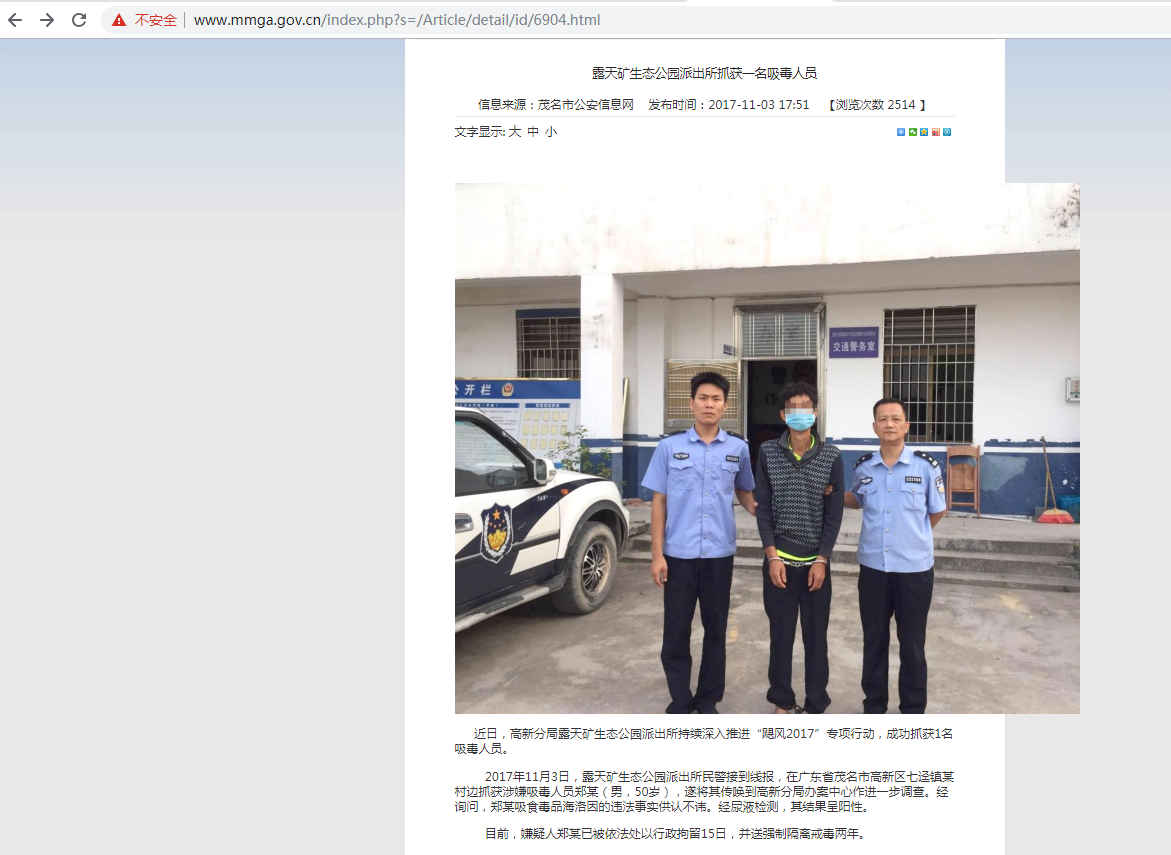 不安全 www.mmga.gov.cn/index.php?s=/Article/detail/id/6904.html
露天矿生态公园派出所抓获一名吸毒人员
信息来源：茂名市公安信息网 发布时间：2017-11-03 17:51 【浏览次数 2514 】
文字显示: 大 中 小
交通警务室
公开栏
近日，高新分局露天矿生态公园派出所持续深入推进“飓风2017”专项行动，成功抓获1名
吸毒人员。
2017年11月3日，露天矿生态公园派出所民警接到线报，在广东省茂名市高新区七迳镇某
村边抓获涉嫌吸毒人员郑某（男，50岁），遂将其传唤到高新分局办案中心作进一步调查。经
询问，郑某吸食毒品海洛因的违法事实供认不讳。经尿液检测，其结果呈阳性。
目前，嫌疑人郑某已被依法处以行政拘留15日，并送强制隔离戒毒两年。